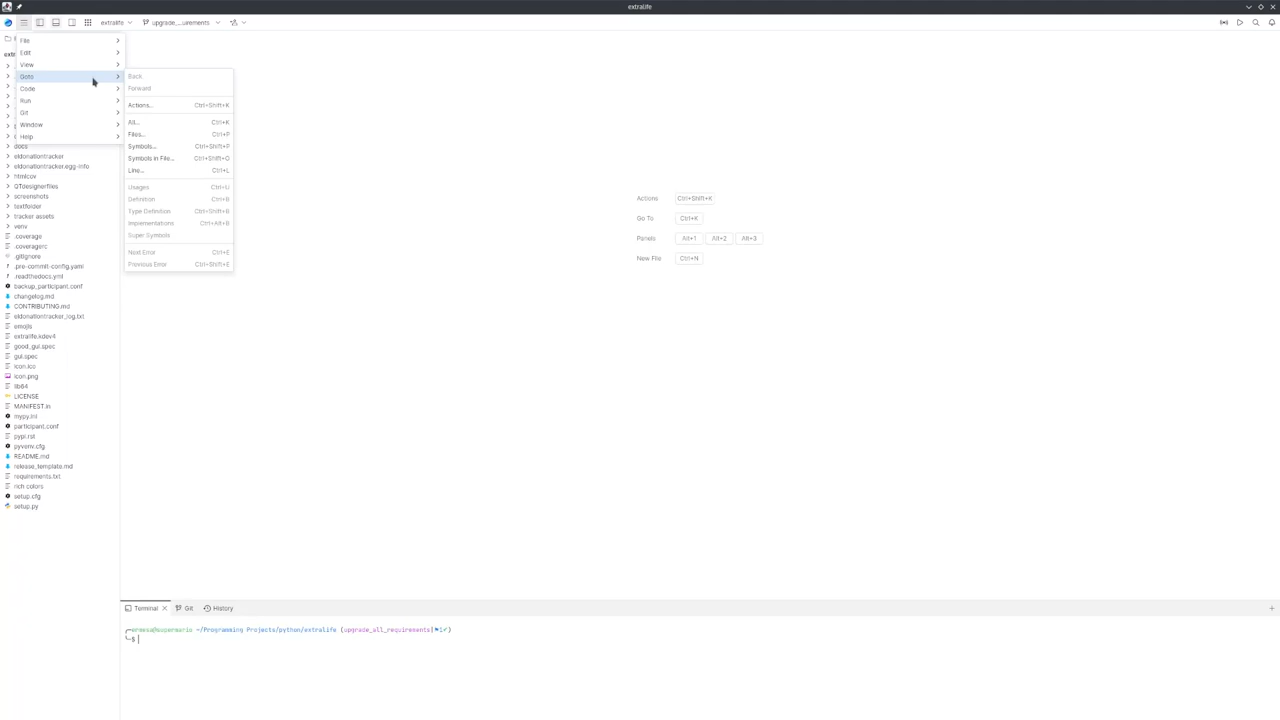 extralife
extralife
upgrade_...uirements
File
Edit
View
Goto
Code
Run
Git
Window
Help
Back
Forward
Actions... Ctrl+Shift+K
All... Ctrl+K
Files... Ctrl+P
Symbols... Ctrl+Shift+P
Symbols in File... Ctrl+Shift+G
Line... Ctrl+L
Usages Ctrl+U
Definition Ctrl+B
Type Definition Ctrl+Shift+B
Implementations Ctrl+Alt+B
Super Symbols
Next Error Ctrl+E
Previous Error Ctrl+Shift+E
extr
docs
eldonationtracker
eldonationtracker.egg-info
htmlcov
QTdesignerfiles
screenshots
textfolder
tracker assets
venv
.coverage
.coveragerc
.gitignore
.pre-commit-config.yaml
.readthedocs.yml
backup_participant.conf
changelog.md
CONTRIBUTING.md
eldonationtracker_log.txt
emojis
extralife.kdev4
good_gui.spec
gui.spec
icon.ico
icon.png
lib64
LICENSE
MANIFEST.in
mypy.ini
participant.conf
pypi.rst
pyvenv.cfg
README.md
release_template.md
requirements.txt
rich colors
setup.cfg
setup.py
Actions Ctrl+Shift+K
Go To Ctrl+K
Panels Alt+1 Alt+2 Alt+3
New File Ctrl+N
Terminal
Git
History
ermesa@supermario ~/Programming Projects/python/extralife (upgrade_all_requirements|⚑1✔)
$